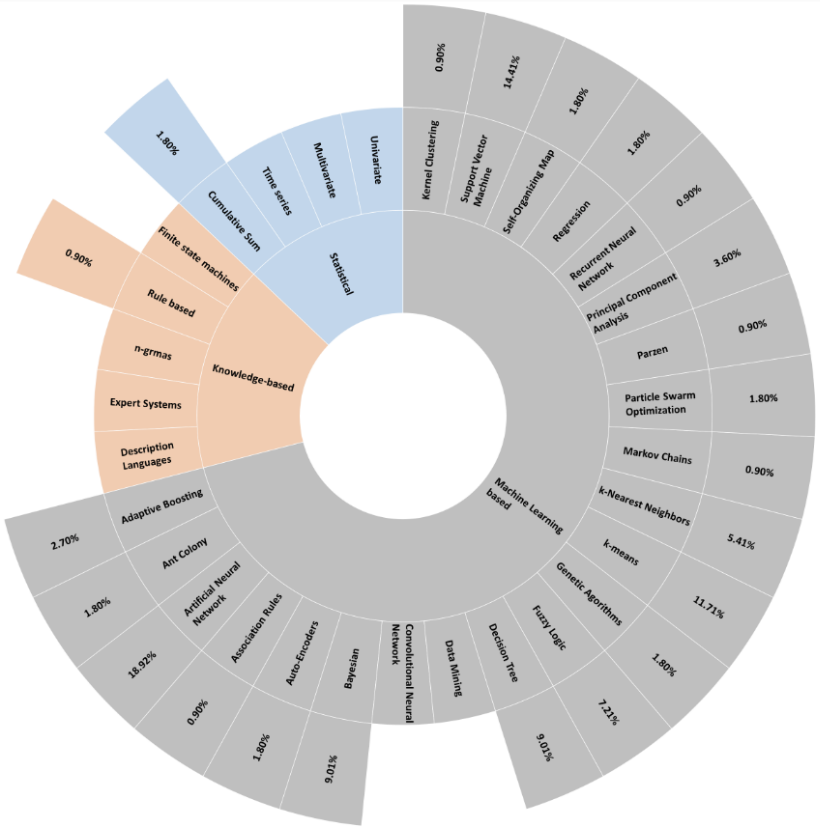 0.90%
14.41%
1.80%
1.80%
0.90%
3.60%
0.90%
1.80%
0.90%
5.41%
11.71%
1.80%
7.21%
9.01%
9.01%
1.80%
0.90%
18.92%
1.80%
2.70%
0.90%
1.80%
Kernel Clustering
Support Vector
Machine
Self-Organizing Map
Regression
Recurrent Neural
Network
Principal Component
Analysis
Parzen
Particle Swarm
Optimization
Markov Chains
k-Nearest Neighbors
k-means
Genetic Agorithms
Fuzzy Logic
Decision Tree
Data Mining
Convolutional Neural
Network
Bayesian
Auto-Encoders
Association Rules
Artificial Neural
Network
Ant Colony
Adaptive Boosting
Description
Languages
Expert Systems
n-grmas
Rule based
Finite state machines
Cumulative Sum
Time series
Multivariate
Univariate
Statistical
Knowledge-based
Machine Learning
based